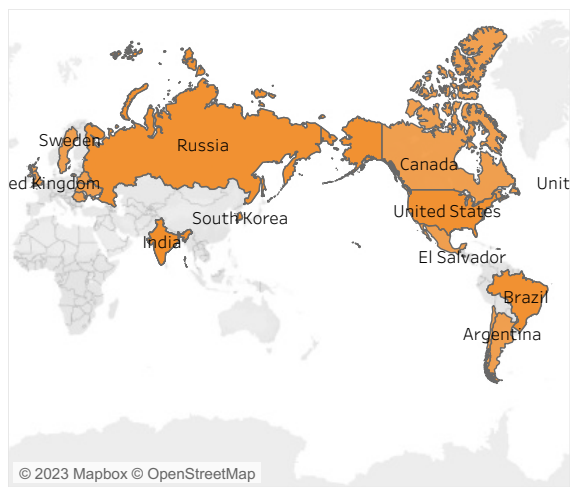 Sweden
Russia
Canada
ed Kingdom
Unit
United States
South Korea
India
El Salvador
Brazil
Argentina
© 2023 Mapbox © OpenStreetMap